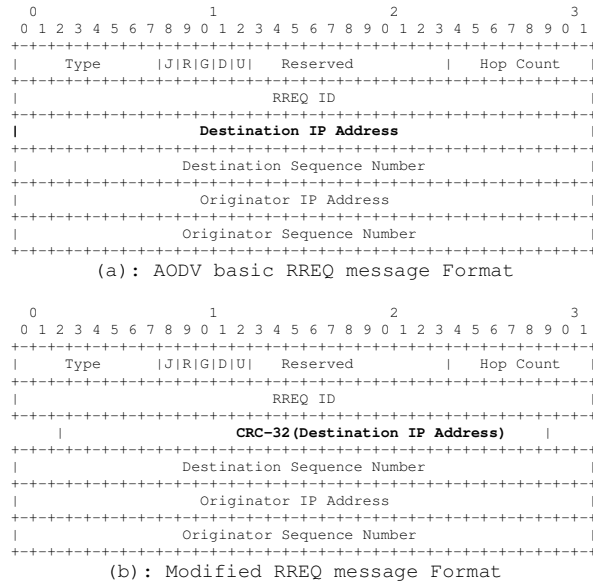 0                   1                   2                   3
0 1 2 3 4 5 6 7 8 9 0 1 2 3 4 5 6 7 8 9 0 1 2 3 4 5 6 7 8 9 0 1
+-+-+-+-+-+-+-+-+-+-+-+-+-+-+-+-+-+-+-+-+-+-+-+-+-+-+-+-+-+-+-+-+
|     Type      |J|R|G|D|U|   Reserved          |   Hop Count   |
+-+-+-+-+-+-+-+-+-+-+-+-+-+-+-+-+-+-+-+-+-+-+-+-+-+-+-+-+-+-+-+-+
|                            RREQ ID                            |
+-+-+-+-+-+-+-+-+-+-+-+-+-+-+-+-+-+-+-+-+-+-+-+-+-+-+-+-+-+-+-+-+
|                    Destination IP Address                     |
+-+-+-+-+-+-+-+-+-+-+-+-+-+-+-+-+-+-+-+-+-+-+-+-+-+-+-+-+-+-+-+-+
|                  Destination Sequence Number                  |
+-+-+-+-+-+-+-+-+-+-+-+-+-+-+-+-+-+-+-+-+-+-+-+-+-+-+-+-+-+-+-+-+
|                    Originator IP Address                      |
+-+-+-+-+-+-+-+-+-+-+-+-+-+-+-+-+-+-+-+-+-+-+-+-+-+-+-+-+-+-+-+-+
|                  Originator Sequence Number                   |
+-+-+-+-+-+-+-+-+-+-+-+-+-+-+-+-+-+-+-+-+-+-+-+-+-+-+-+-+-+-+-+-+
(a): AODV basic RREQ message Format
0                   1                   2                   3
0 1 2 3 4 5 6 7 8 9 0 1 2 3 4 5 6 7 8 9 0 1 2 3 4 5 6 7 8 9 0 1
+-+-+-+-+-+-+-+-+-+-+-+-+-+-+-+-+-+-+-+-+-+-+-+-+-+-+-+-+-+-+-+-+
|     Type      |J|R|G|D|U|   Reserved          |   Hop Count   |
+-+-+-+-+-+-+-+-+-+-+-+-+-+-+-+-+-+-+-+-+-+-+-+-+-+-+-+-+-+-+-+-+
|                            RREQ ID                            |
+-+-+-+-+-+-+-+-+-+-+-+-+-+-+-+-+-+-+-+-+-+-+-+-+-+-+-+-+-+-+-+-+
|                   CRC-32(Destination IP Address)    |
+-+-+-+-+-+-+-+-+-+-+-+-+-+-+-+-+-+-+-+-+-+-+-+-+-+-+-+-+-+-+-+-+
|                  Destination Sequence Number                  |
+-+-+-+-+-+-+-+-+-+-+-+-+-+-+-+-+-+-+-+-+-+-+-+-+-+-+-+-+-+-+-+-+
|                    Originator IP Address                      |
+-+-+-+-+-+-+-+-+-+-+-+-+-+-+-+-+-+-+-+-+-+-+-+-+-+-+-+-+-+-+-+-+
|                  Originator Sequence Number                   |
+-+-+-+-+-+-+-+-+-+-+-+-+-+-+-+-+-+-+-+-+-+-+-+-+-+-+-+-+-+-+-+-+
(b): Modified RREQ message Format